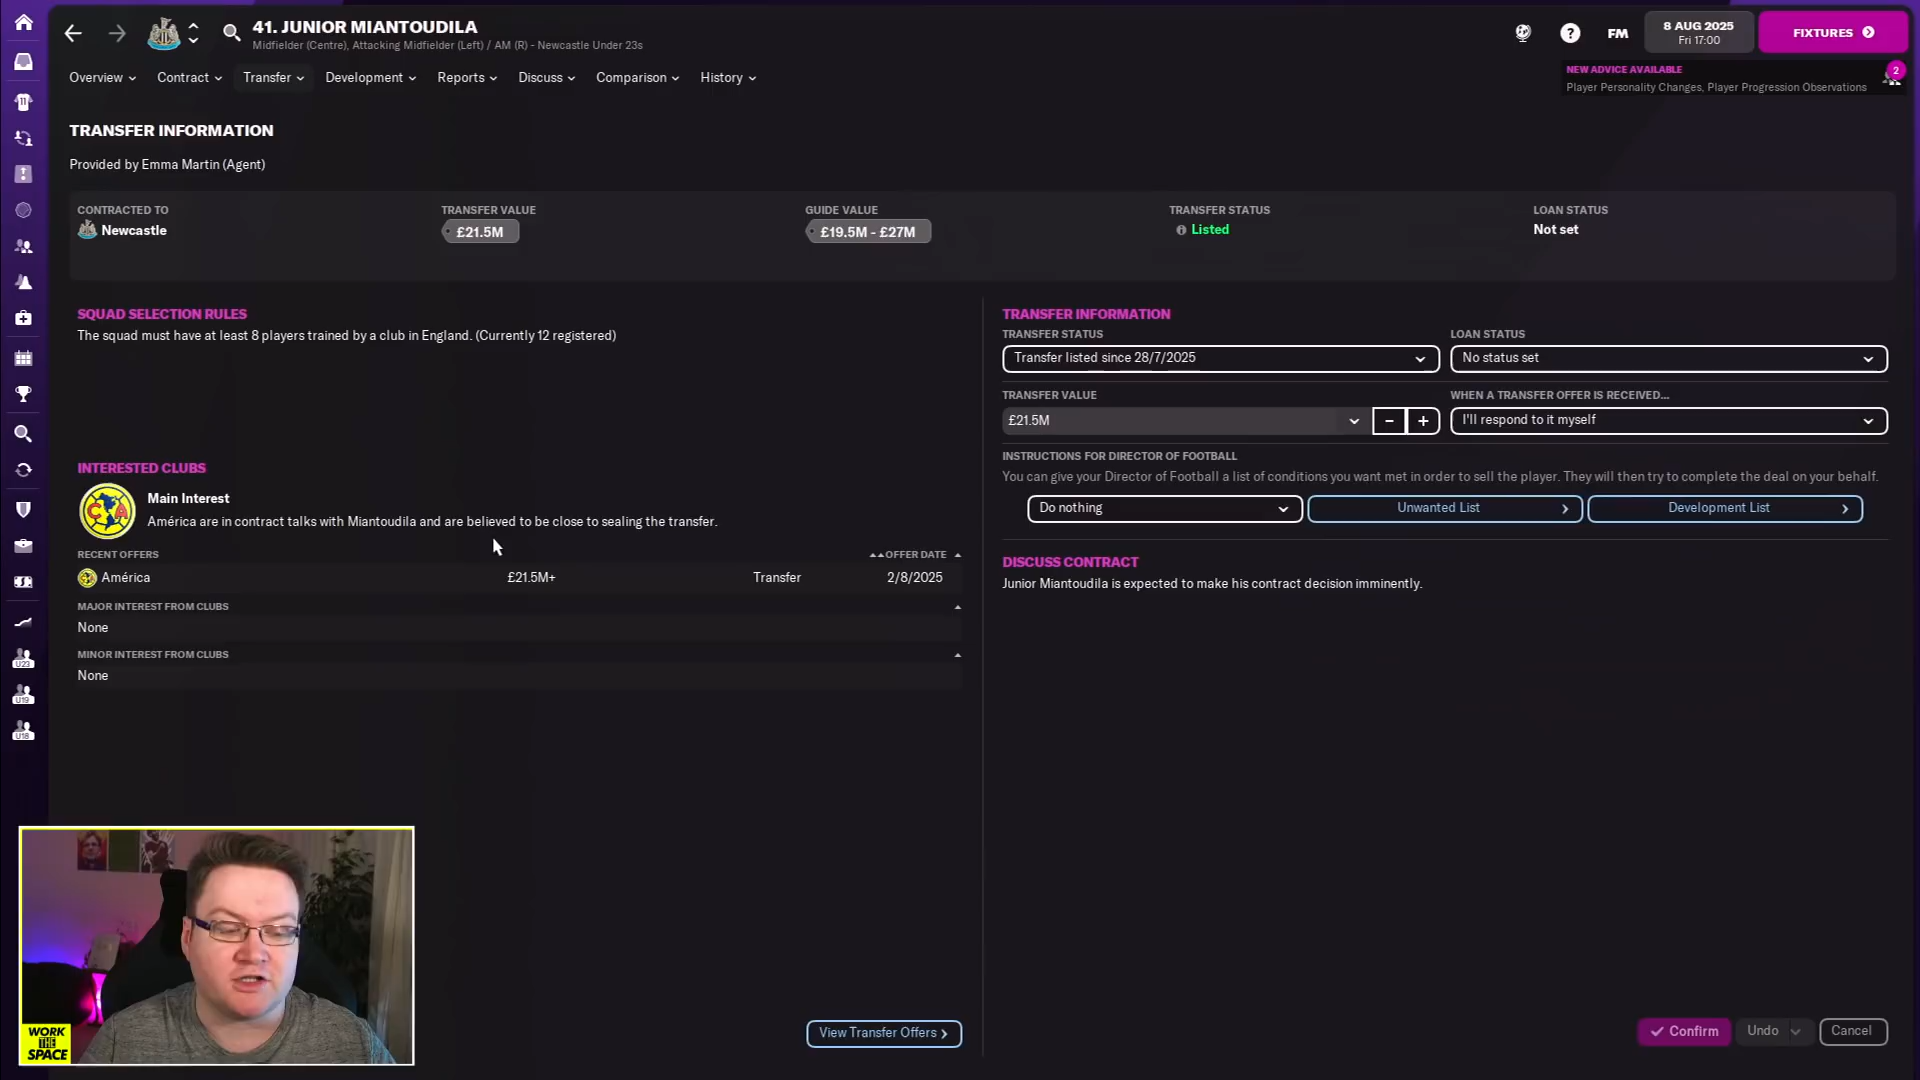 41. JUNIOR MIANTOUDILA
Midfielder (Centre), Attacking Midfielder (Left) / AM (R) - Newcastle Under 23s
FM
8 AUG 2025
Fri 17:00
FIXTURES
Overview
Contract
Transfer
Development
Reports
Discuss
Comparison
History
NEW ADVICE AVAILABLE
Player Personality Changes, Player Progression Observations
2
TRANSFER INFORMATION
Provided by Emma Martin (Agent)
CONTRACTED TO
Newcastle
TRANSFER VALUE
£21.5M
GUIDE VALUE
£19.5M - £27M
TRANSFER STATUS
Listed
LOAN STATUS
Not set
SQUAD SELECTION RULES
The squad must have at least 8 players trained by a club in England. (Currently 12 registered)
INTERESTED CLUBS
Main Interest
América are in contract talks with Miantoudila and are believed to be close to sealing the transfer.
RECENT OFFERS
OFFER DATE
América
£21.5M+
Transfer
2/8/2025
MAJOR INTEREST FROM CLUBS
None
MINOR INTEREST FROM CLUBS
None
View Transfer Offers
TRANSFER INFORMATION
TRANSFER STATUS
Transfer listed since 28/7/2025
LOAN STATUS
No status set
TRANSFER VALUE
£21.5M
WHEN A TRANSFER OFFER IS RECEIVED...
I'll respond to it myself
INSTRUCTIONS FOR DIRECTOR OF FOOTBALL
You can give your Director of Football a list of conditions you want met in order to sell the player. They will then try to complete the deal on your behalf.
Do nothing
Unwanted List
Development List
DISCUSS CONTRACT
Junior Miantoudila is expected to make his contract decision imminently.
Confirm
Undo
Cancel
U23
U19
U18
WORK
THE
SPACE